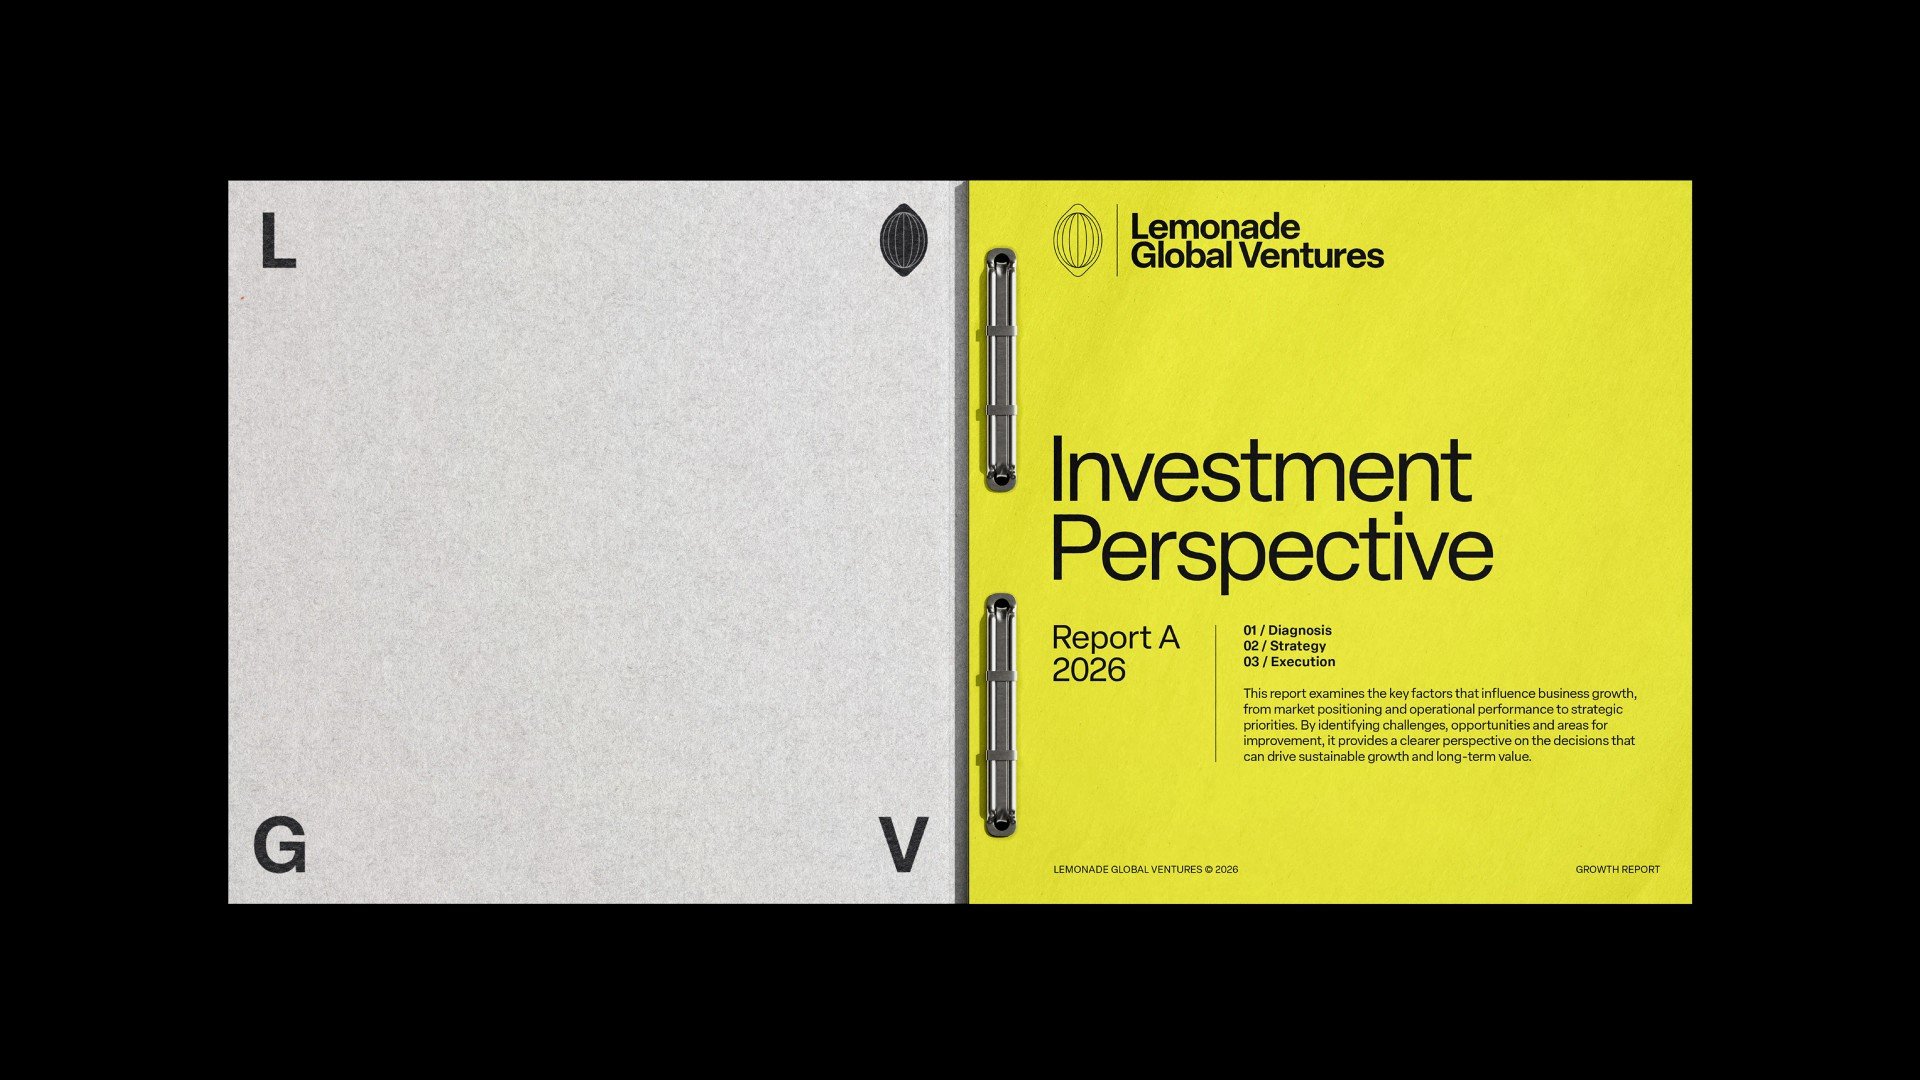 L
G
V
Lemonade
Global Ventures
Investment
Perspective
Report A
2026
01 / Diagnosis
02 / Strategy
03 / Execution
This report examines the key factors that influence business growth,
from market positioning and operational performance to strategic
priorities. By identifying challenges, opportunities and areas for
improvement, it provides a clearer perspective on the decisions that
can drive sustainable growth and long-term value.
LEMONADE GLOBAL VENTURES © 2026
GROWTH REPORT